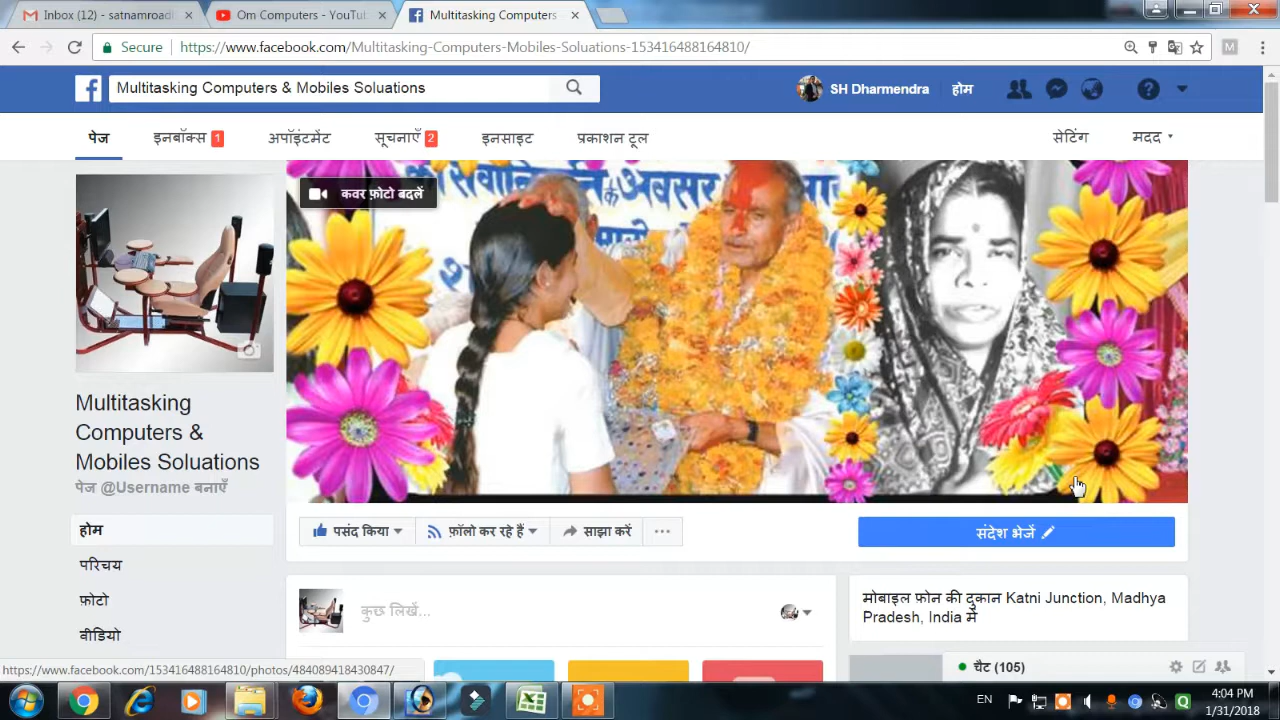 Inbox (12) - satnamroadl
Om Computers - YouTu
Multitasking Computers
Secure
https://www.facebook.com/Multitasking-Computers-Mobiles-Soluations-153416488164810/
M
Multitasking Computers & Mobiles Soluations
SH Dharmendra
होम
पेज
इनबॉक्स 1
अपॉइंटमेंट
सूचनाएँ 2
इनसाइट
प्रकाशन टूल
सेटिंग
मदद
कवर फ़ोटो बदलें
के अवसर
Multitasking
Computers &
Mobiles Soluations
पेज @Username बनाएँ
होम
परिचय
फ़ोटो
वीडियो
पसंद किया
फ़ॉलो कर रहे हैं
साझा करें
संदेश भेजें
कुछ लिखें...
मोबाइल फ़ोन की दुकान Katni Junction, Madhya
Pradesh, India में
चैट (105)
https://www.facebook.com/153416488164810/photos/484089418430847/
EN
4:04 PM
1/31/2018